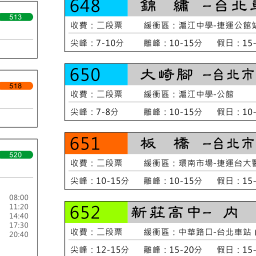 513
518
520
08:00
11:20
14:40
17:30
20:40
648 錦 繡 -台北車
收費：二段票 緩衝區：滬江中學-捷運公館站
尖峰：7-10分 離峰：10-15分 假日：15-
650 大崎腳 -台北市
收費：二段票 緩衝區：滬江中學-公館
尖峰：7-8分 離峰：10-15分 假日：10-
651 板 橋 -台北市
收費：二段票 緩衝區：環南市場-捷運台大醫
尖峰：10-15分 離峰：10-15分 假日：15-
652 新莊高中- 內
收費：二段票 緩衝區：中華路口-台北車站
尖峰：12-15分 離峰：15-20分 假日：15-